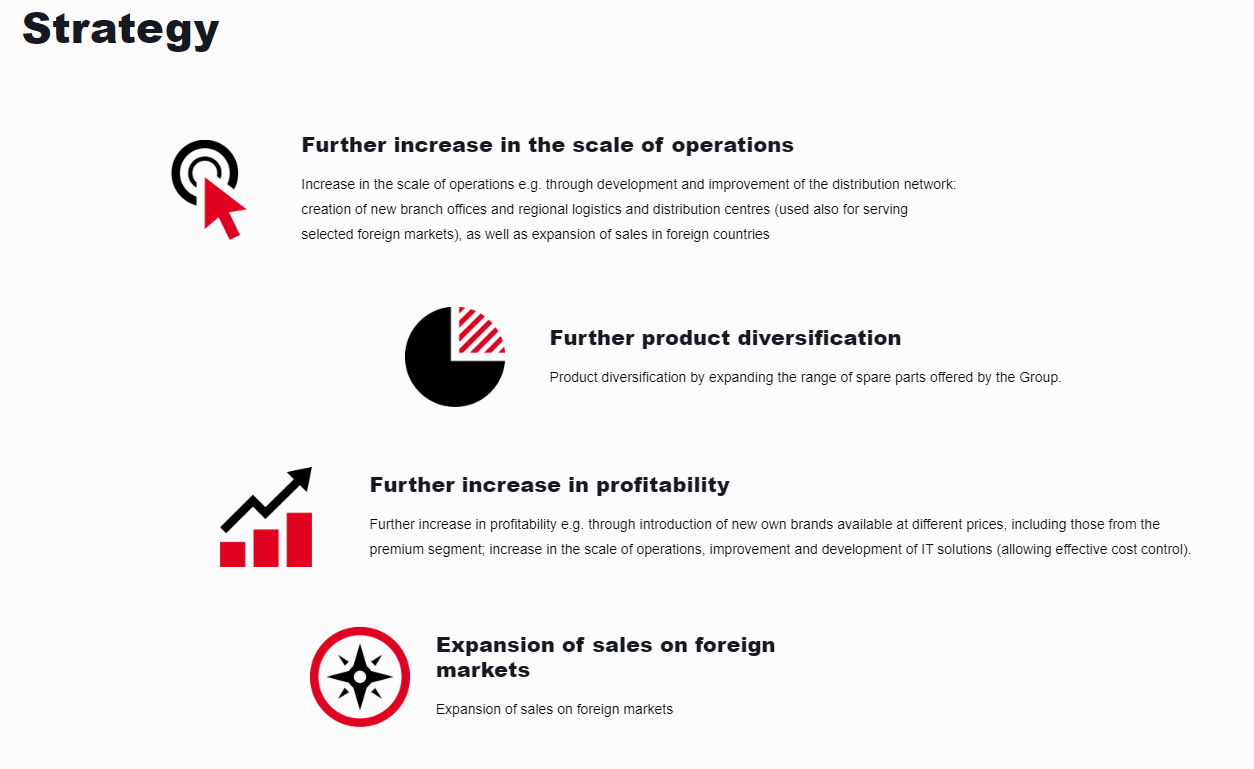 Strategy
Further increase in the scale of operations
Increase in the scale of operations e.g. through development and improvement of the distribution network:
creation of new branch offices and regional logistics and distribution centres (used also for serving
selected foreign markets), as well as expansion of sales in foreign countries
Further product diversification
Product diversification by expanding the range of spare parts offered by the Group.
Further increase in profitability
Further increase in profitability e.g. through introduction of new own brands available at different prices, including those from the
premium segment; increase in the scale of operations, improvement and development of IT solutions (allowing effective cost control).
Expansion of sales on foreign
markets
Expansion of sales on foreign markets